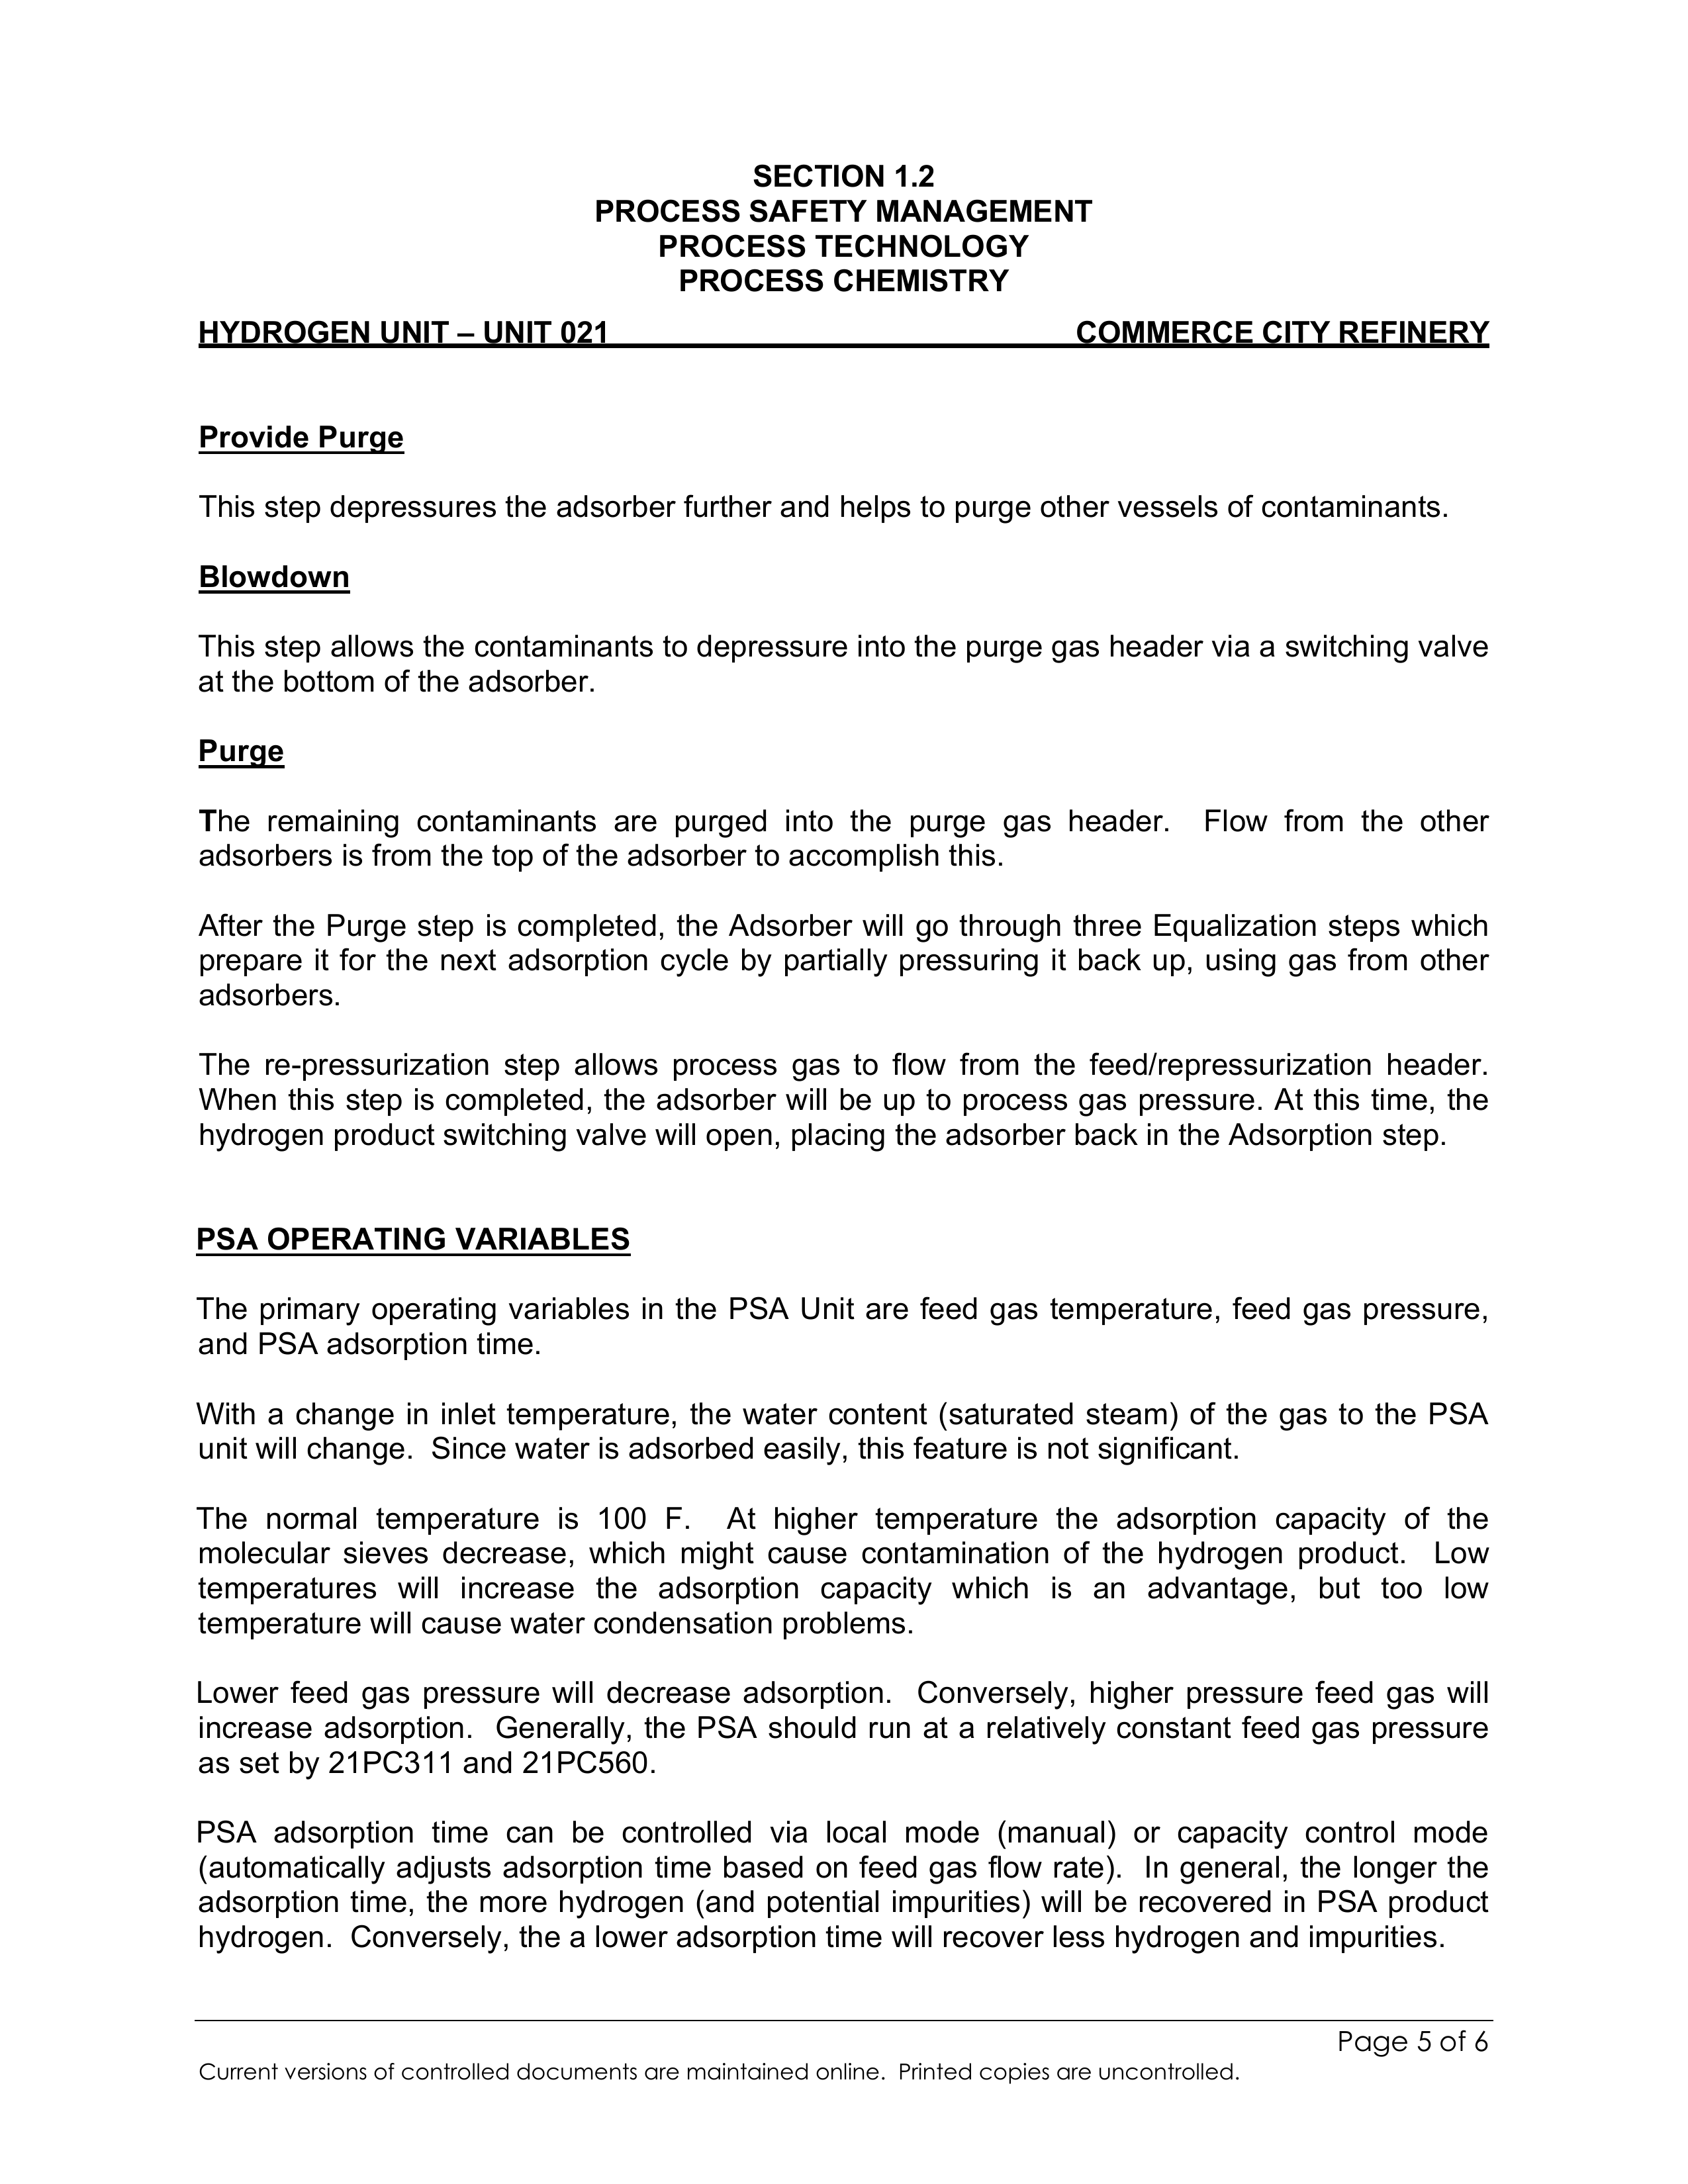 SECTION 1.2
PROCESS SAFETY MANAGEMENT
PROCESS TECHNOLOGY
PROCESS CHEMISTRY
HYDROGEN UNIT – UNIT 021 COMMERCE CITY REFINERY
Provide Purge
This step depressures the adsorber further and helps to purge other vessels of contaminants.
Blowdown
This step allows the contaminants to depressure into the purge gas header via a switching valve
at the bottom of the adsorber.
Purge
The remaining contaminants are purged into the purge gas header. Flow from the other
adsorbers is from the top of the adsorber to accomplish this.
After the Purge step is completed, the Adsorber will go through three Equalization steps which
prepare it for the next adsorption cycle by partially pressuring it back up, using gas from other
adsorbers.
The re-pressurization step allows process gas to flow from the feed/repressurization header.
When this step is completed, the adsorber will be up to process gas pressure. At this time, the
hydrogen product switching valve will open, placing the adsorber back in the Adsorption step.
PSA OPERATING VARIABLES
The primary operating variables in the PSA Unit are feed gas temperature, feed gas pressure,
and PSA adsorption time.
With a change in inlet temperature, the water content (saturated steam) of the gas to the PSA
unit will change. Since water is adsorbed easily, this feature is not significant.
The normal temperature is 100 F. At higher temperature the adsorption capacity of the
molecular sieves decrease, which might cause contamination of the hydrogen product. Low
temperatures will increase the adsorption capacity which is an advantage, but too low
temperature will cause water condensation problems.
Lower feed gas pressure will decrease adsorption. Conversely, higher pressure feed gas will
increase adsorption. Generally, the PSA should run at a relatively constant feed gas pressure
as set by 21PC311 and 21PC560.
PSA adsorption time can be controlled via local mode (manual) or capacity control mode
(automatically adjusts adsorption time based on feed gas flow rate). In general, the longer the
adsorption time, the more hydrogen (and potential impurities) will be recovered in PSA product
hydrogen. Conversely, the a lower adsorption time will recover less hydrogen and impurities.
Page 5 of 6
Current versions of controlled documents are maintained online. Printed copies are uncontrolled.